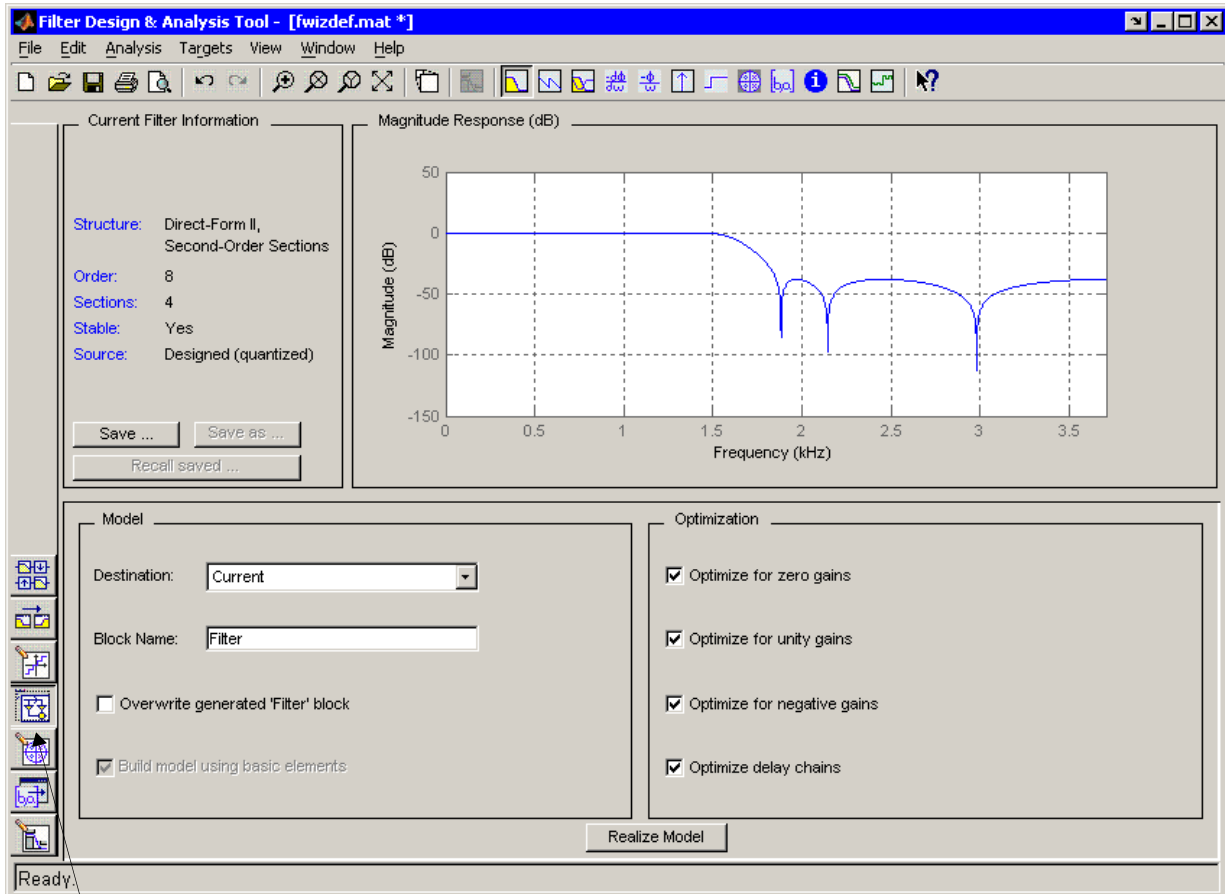 Filter Design & Analysis Tool - [fwizdef.mat *]
File Edit Analysis Targets View Window Help
Current Filter Information
Structure: Direct-Form II,
Second-Order Sections
Order: 8
Sections: 4
Stable: Yes
Source: Designed (quantized)
Save ... Save as ...
Recall saved ...
Magnitude Response (dB)
Magnitude (dB)
50
0
-50
-100
-150
0 0.5 1 1.5 2 2.5 3 3.5
Frequency (kHz)
Model
Destination: Current
Block Name: Filter
Overwrite generated 'Filter' block
Build model using basic elements
Optimization
Optimize for zero gains
Optimize for unity gains
Optimize for negative gains
Optimize delay chains
Realize Model
Ready.